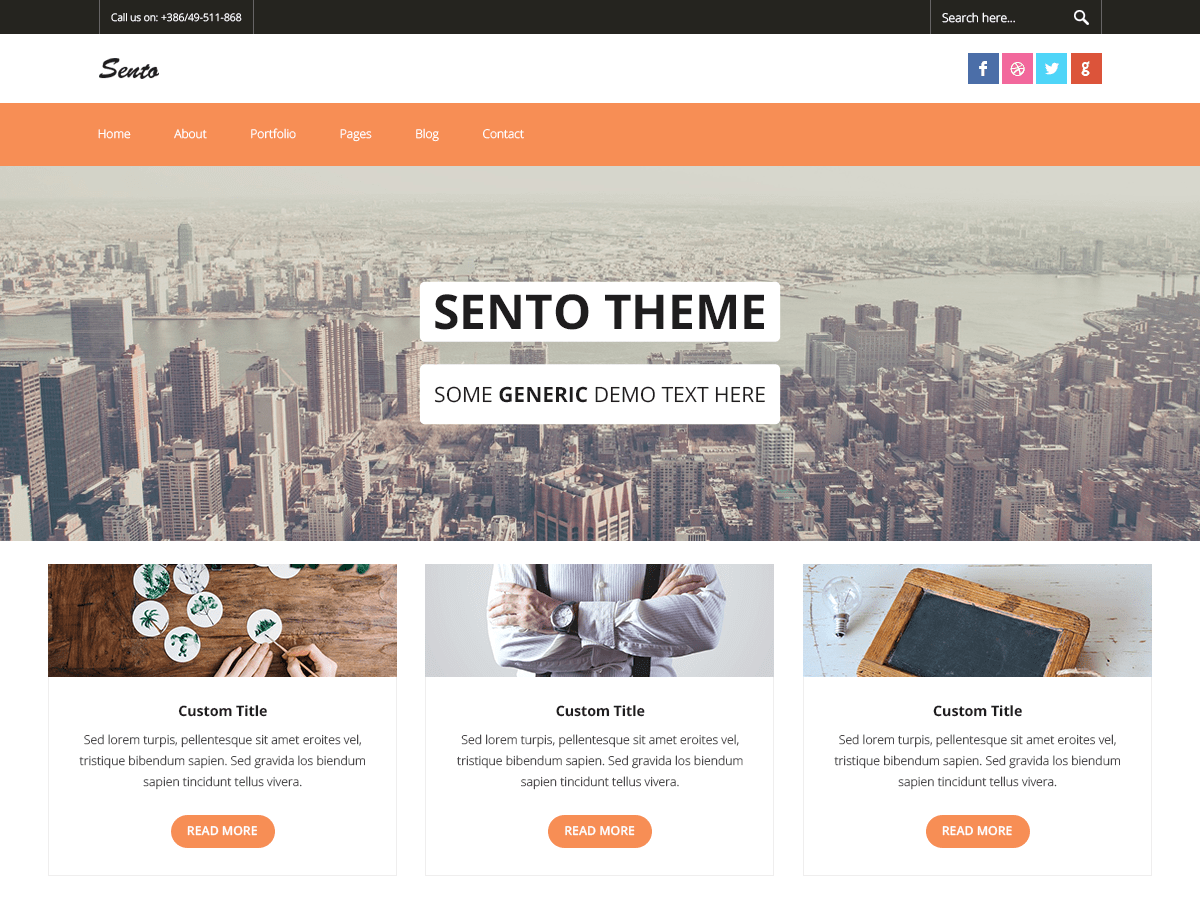 Call us on: +386/49-511-868
Search here...
Sento
f
g
Home About Portfolio Pages Blog Contact
SENTO THEME
SOME GENERIC DEMO TEXT HERE
Custom Title
Sed lorem turpis, pellentesque sit amet eroites vel,
tristique bibendum sapien. Sed gravida los biendum
sapien tincidunt tellus vivera.
READ MORE
Custom Title
Sed lorem turpis, pellentesque sit amet eroites vel,
tristique bibendum sapien. Sed gravida los biendum
sapien tincidunt tellus vivera.
READ MORE
Custom Title
Sed lorem turpis, pellentesque sit amet eroites vel,
tristique bibendum sapien. Sed gravida los biendum
sapien tincidunt tellus vivera.
READ MORE